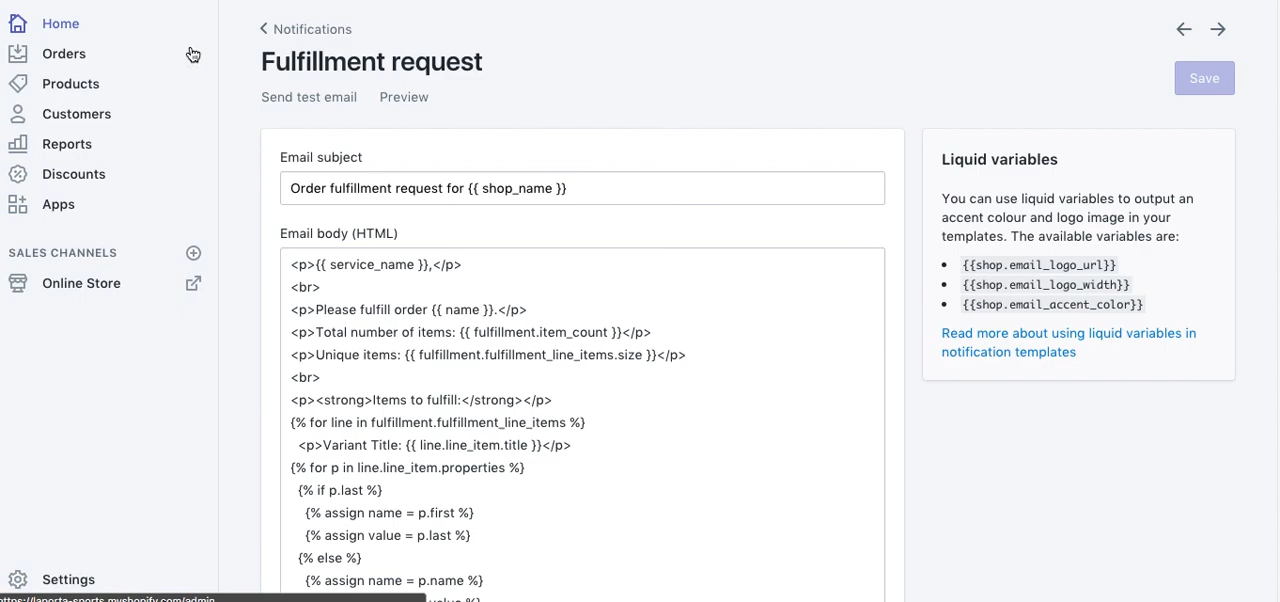 Home
Orders
Products
Customers
Reports
Discounts
Apps
SALES CHANNELS
Online Store
Settings
https://laporta-sports.myshopify.com/admin
Notifications
Fulfillment request
Send test email Preview
Save
Email subject
Order fulfillment request for {{ shop_name }}
Email body (HTML)
<p>{{ service_name }},</p>
<br>
<p>Please fulfill order {{ name }}.</p>
<p>Total number of items: {{ fulfillment.item_count }}</p>
<p>Unique items: {{ fulfillment.fulfillment_line_items.size }}</p>
<br>
<p><strong>Items to fulfill:</strong></p>
{% for line in fulfillment.fulfillment_line_items %}
<p>Variant Title: {{ line.line_item.title }}</p>
{% for p in line.line_item.properties %}
{% if p.last %}
{% assign name = p.first %}
{% assign value = p.last %}
{% else %}
{% assign name = p.name %}
Liquid variables
You can use liquid variables to output an
accent colour and logo image in your
templates. The available variables are:
{{shop.email_logo_url}}
{{shop.email_logo_width}}
{{shop.email_accent_color}}
Read more about using liquid variables in
notification templates